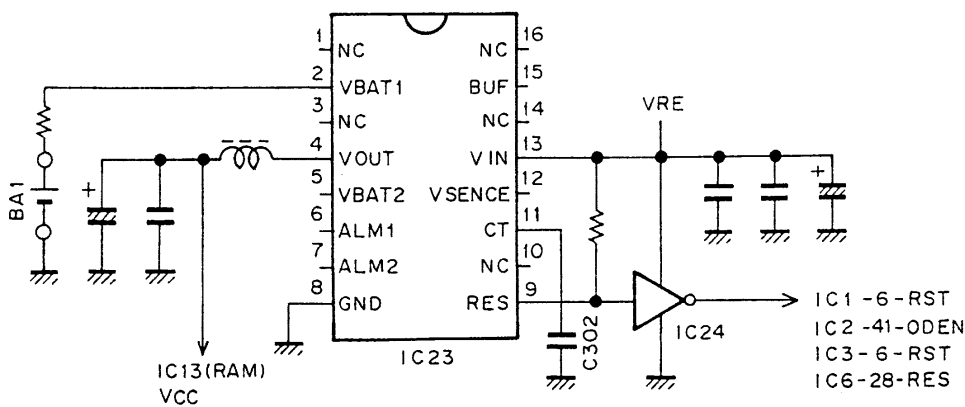 1 NC
2 VBAT1
3 NC
4 VOUT
5 VBAT2
6 ALM1
7 ALM2
8 GND
16 NC
15 BUF
14 NC
13 VIN
12 VSENCE
11 CT
10 NC
9 RES
IC23
BA1
+
IC13(RAM)
VCC
VRE
+
C302
IC24
IC1-6-RST
IC2-41-ODEN
IC3-6-RST
IC6-28-RES